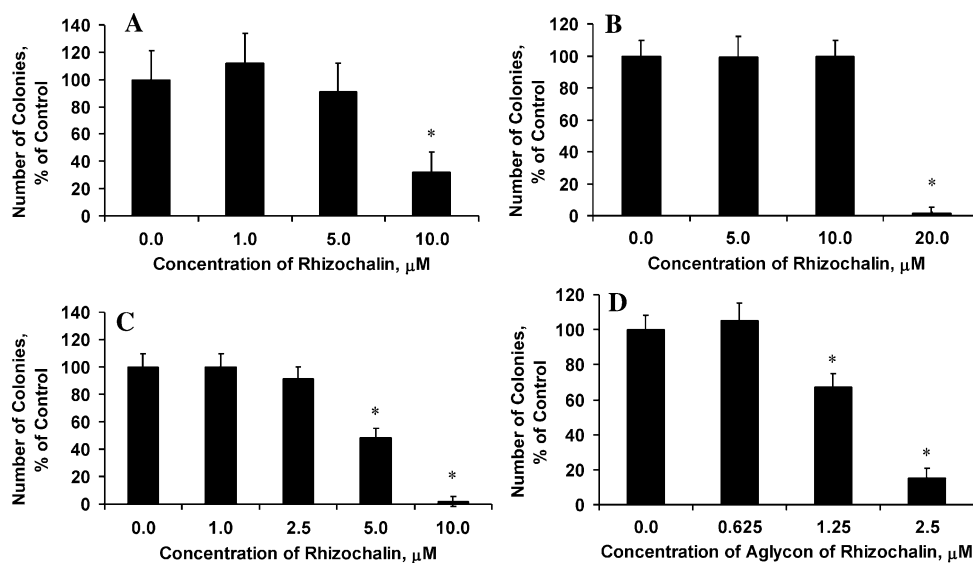 A
Number of Colonies,
% of Control
140
120
100
80
60
40
20
0
*
0.0 1.0 5.0 10.0
Concentration of Rhizochalin, μM
B
Number of Colonies,
% of Control
120
100
80
60
40
20
0
*
0.0 5.0 10.0 20.0
Concentration of Rhizochalin, μM
C
Number of Colonies,
% of Control
140
120
100
80
60
40
20
0
*
*
0.0 1.0 2.5 5.0 10.0
Concentration of Rhizochalin, μM
D
Number of Colonies,
% of Control
120
100
80
60
40
20
0
*
*
0.0 0.625 1.25 2.5
Concentration of Aglycon of Rhizochalin, μM